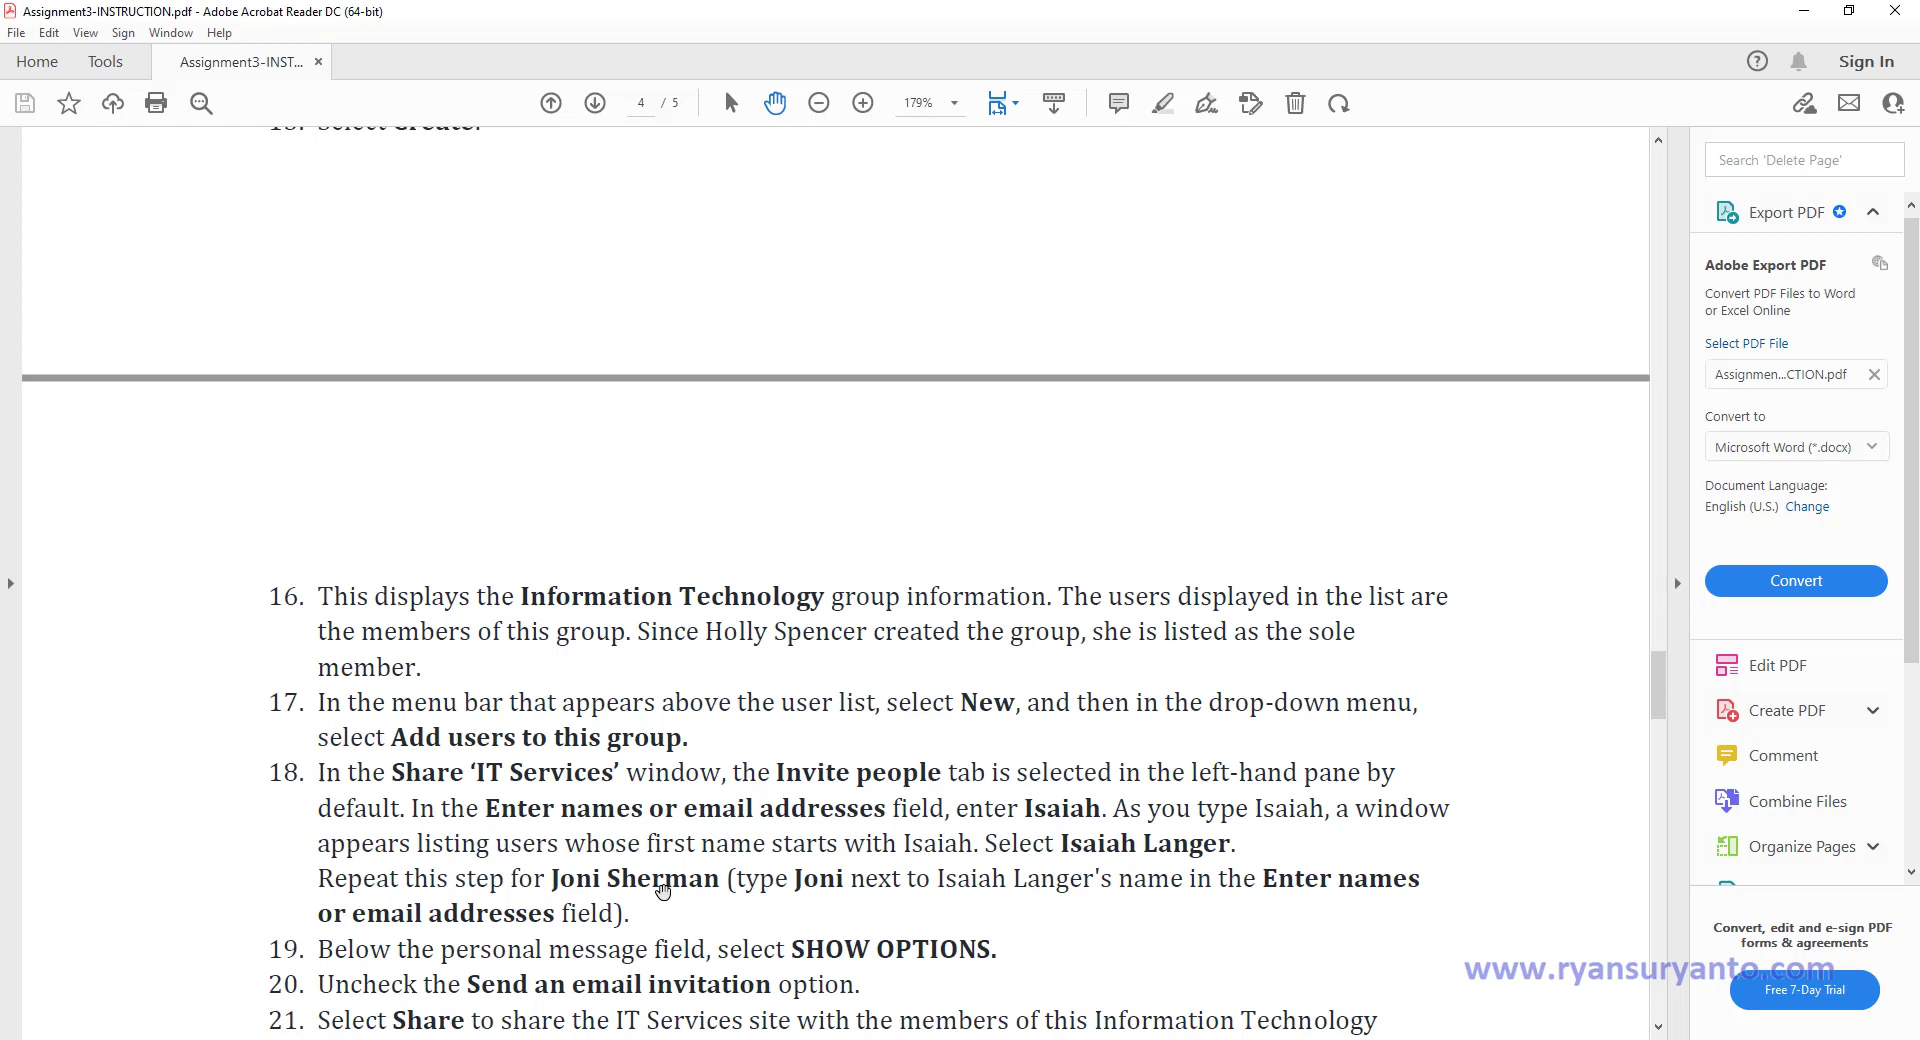 Assignment3-INSTRUCTION.pdf - Adobe Acrobat Reader DC (64-bit)
File Edit View Sign Window Help
Home Tools Assignment3-INST... × Sign In
4 / 5 179%
15. Select Create.
16. This displays the Information Technology group information. The users displayed in the list are
the members of this group. Since Holly Spencer created the group, she is listed as the sole
member.
17. In the menu bar that appears above the user list, select New, and then in the drop-down menu,
select Add users to this group.
18. In the Share ‘IT Services’ window, the Invite people tab is selected in the left-hand pane by
default. In the Enter names or email addresses field, enter Isaiah. As you type Isaiah, a window
appears listing users whose first name starts with Isaiah. Select Isaiah Langer.
Repeat this step for Joni Sherman (type Joni next to Isaiah Langer's name in the Enter names
or email addresses field).
19. Below the personal message field, select SHOW OPTIONS.
20. Uncheck the Send an email invitation option.
21. Select Share to share the IT Services site with the members of this Information Technology
Search 'Delete Page'
Export PDF
Adobe Export PDF
Convert PDF Files to Word
or Excel Online
Select PDF File
Assignmen...CTION.pdf
Convert to
Microsoft Word (*.docx)
Document Language:
English (U.S.) Change
Convert
Edit PDF
Create PDF
Comment
Combine Files
Organize Pages
Convert, edit and e-sign PDF
forms & agreements
www.ryansuryanto.com
Free 7-Day Trial